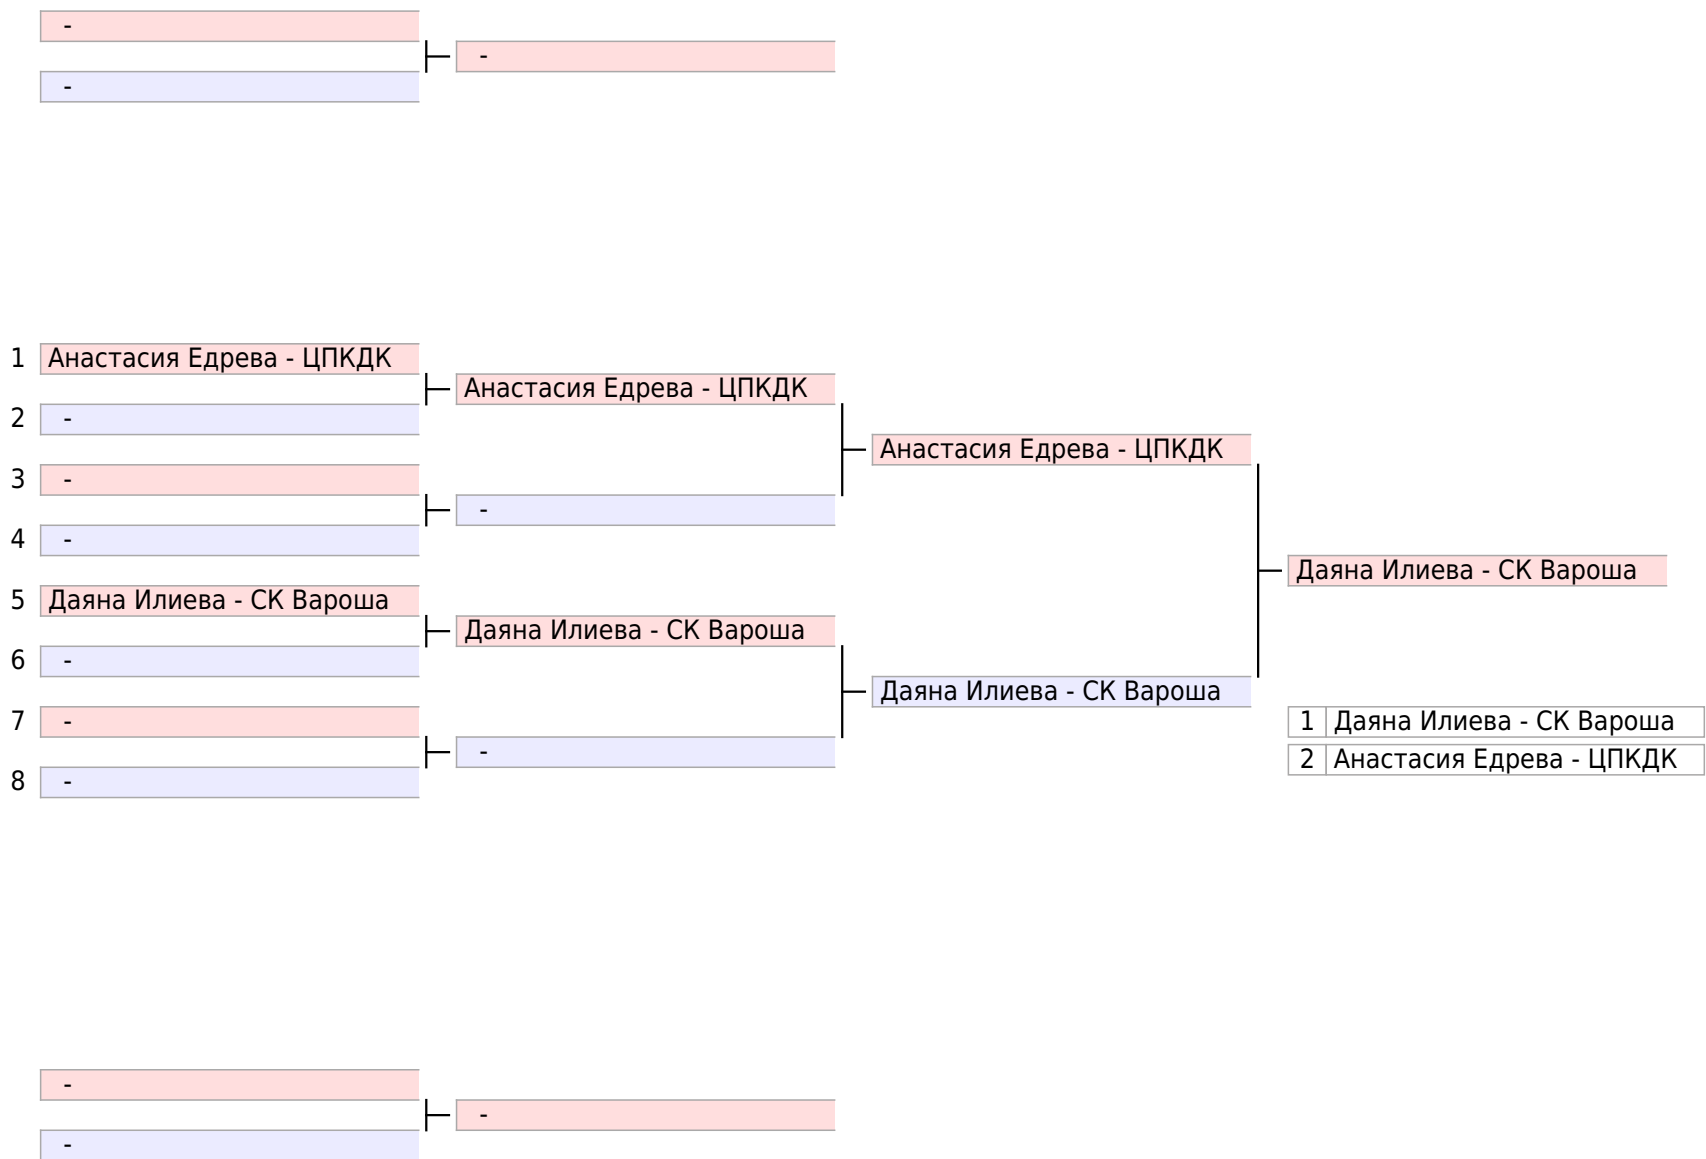 -
-
-
1 Анастасия Едрева - ЦПКДК
Анастасия Едрева - ЦПКДК
2 -
Анастасия Едрева - ЦПКДК
3 -
-
4 -
Даяна Илиева - СК Вароша
5 Даяна Илиева - СК Вароша
Даяна Илиева - СК Вароша
6 -
Даяна Илиева - СК Вароша
7 -
1 Даяна Илиева - СК Вароша
-
2 Анастасия Едрева - ЦПКДК
8 -
-
-
-